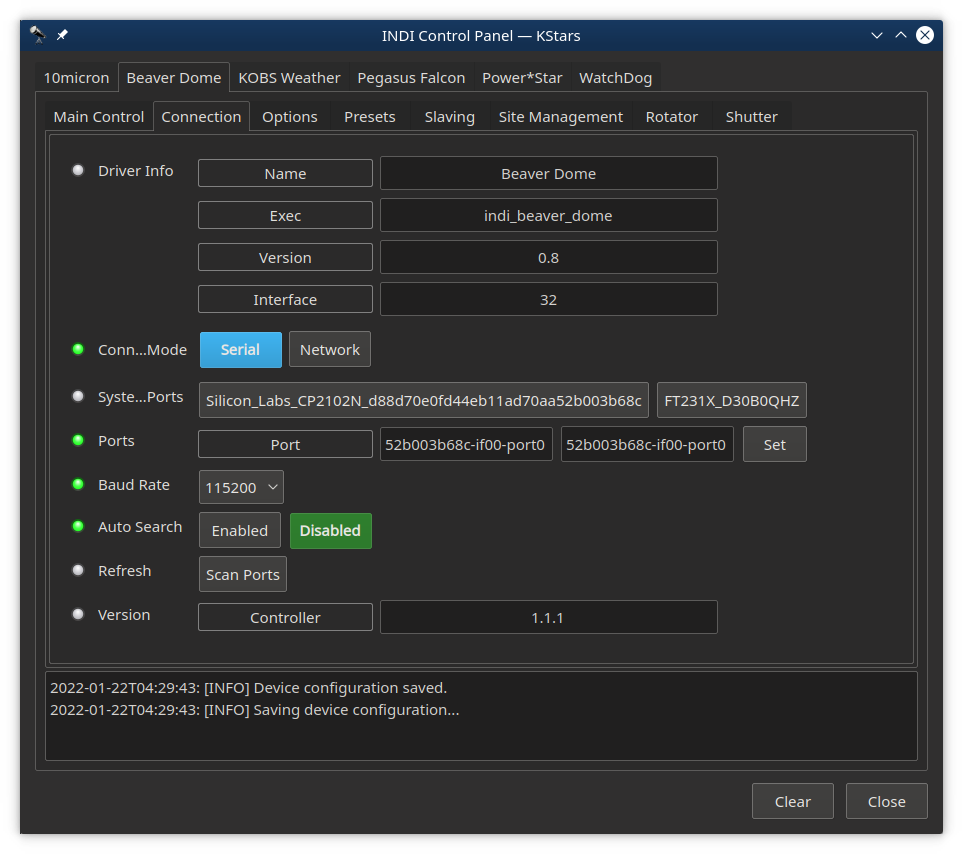 INDI Control Panel — KStars
10micron Beaver Dome KOBS Weather Pegasus Falcon Power*Star WatchDog
Main Control Connection Options Presets Slaving Site Management Rotator Shutter
Driver Info Name Beaver Dome
Exec indi_beaver_dome
Version 0.8
Interface 32
Conn...Mode Serial Network
Syste...Ports Silicon_Labs_CP2102N_d88d70e0fd44eb11ad70aa52b003b68c FT231X_D30B0QHZ
Ports Port 52b003b68c-if00-port0 52b003b68c-if00-port0 Set
Baud Rate 115200
Auto Search Enabled Disabled
Refresh Scan Ports
Version Controller 1.1.1
2022-01-22T04:29:43: [INFO] Device configuration saved.
2022-01-22T04:29:43: [INFO] Saving device configuration...
Clear Close